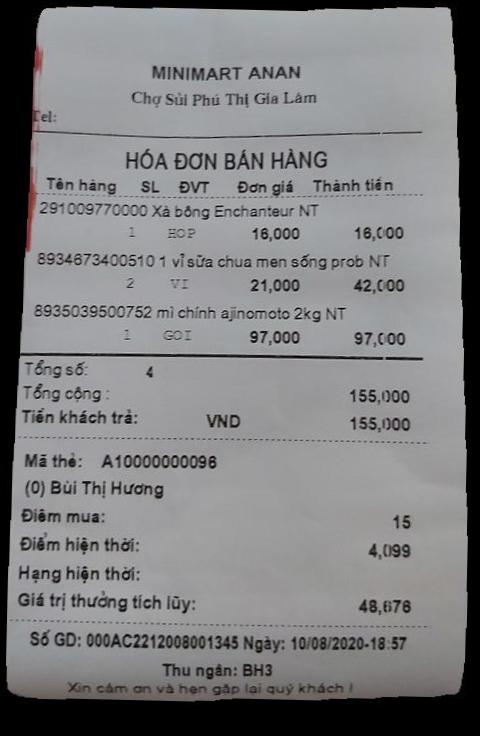 MINIMART ANAN
Chợ Sủi Phú Thị Gia Lâm
Tel:
HÓA ĐƠN BÁN HÀNG
Tên hàng SL ĐVT Đơn giá Thành tiền
291009770000 Xà bông Enchanteur NT
1 HOP 16,000 16,000
8934673400510 1 vỉ sữa chua men sống prob NT
2 VI 21,000 42,000
8935039500752 mì chính ajinomoto 2kg NT
1 GOI 97,000 97,000
Tổng số: 4
Tổng cộng : 155,000
Tiền khách trả: VND 155,000
Mã thẻ: A10000000096
(0) Bùi Thị Hương
Điểm mua: 15
Điểm hiện thời: 4,099
Hạng hiện thời:
Giá trị thưởng tích lũy: 48,676
Số GD: 000AC2212008001345 Ngày: 10/08/2020-18:57
Thu ngân: BH3
Xin cảm ơn và hẹn gặp lại quý khách !